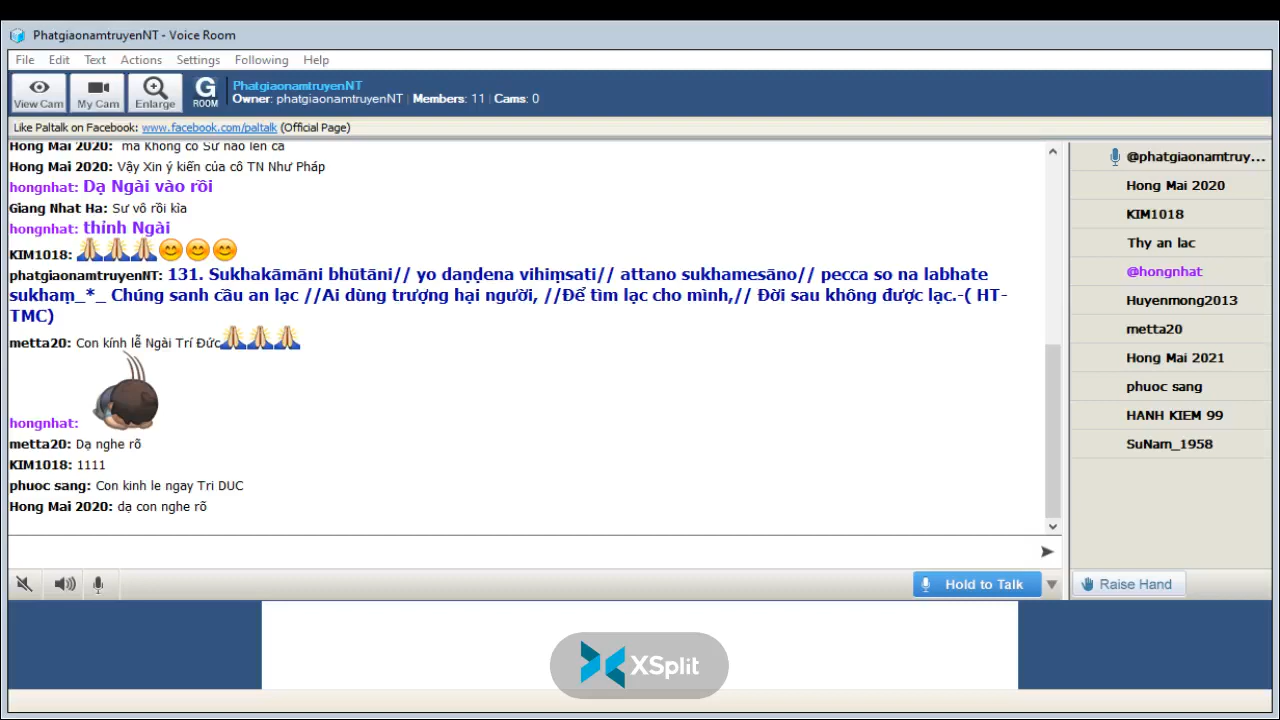 PhatgiaonamtruyenNT - Voice Room
File Edit Text Actions Settings Following Help
View Cam My Cam Enlarge G ROOM
PhatgiaonamtruyenNT
Owner: phatgiaonamtruyenNT | Members: 11 | Cams: 0
Like Paltalk on Facebook: www.facebook.com/paltalk (Official Page)
Hong Mai 2020: mà không có Sư nào lên cả
Hong Mai 2020: Vậy Xin ý kiến của cô TN Như Pháp
hongnhat: Dạ Ngài vào rồi
Giang Nhat Ha: Sư vô rồi kìa
hongnhat: thỉnh Ngài
KIM1018: 🙏🙏🙏😊😊😊
phatgiaonamtruyenNT: 131. Sukhakāmāni bhūtāni// yo daṇḍena vihiṃsati// attano sukhamesāno// pecca so na labhate
sukhaṃ_*_ Chúng sanh cầu an lạc //Ai dùng trượng hại người, //Để tìm lạc cho mình,// Đời sau không được lạc.-( HT-
TMC)
metta20: Con kính lễ Ngài Trí Đức🙏🙏🙏
hongnhat:
metta20: Dạ nghe rõ
KIM1018: 1111
phuoc sang: Con kinh le ngay Tri DUC
Hong Mai 2020: dạ con nghe rõ
@phatgiaonamtruy...
Hong Mai 2020
KIM1018
Thy an lac
@hongnhat
Huyenmong2013
metta20
Hong Mai 2021
phuoc sang
HANH KIEM 99
SuNam_1958
Hold to Talk
Raise Hand
XSplit